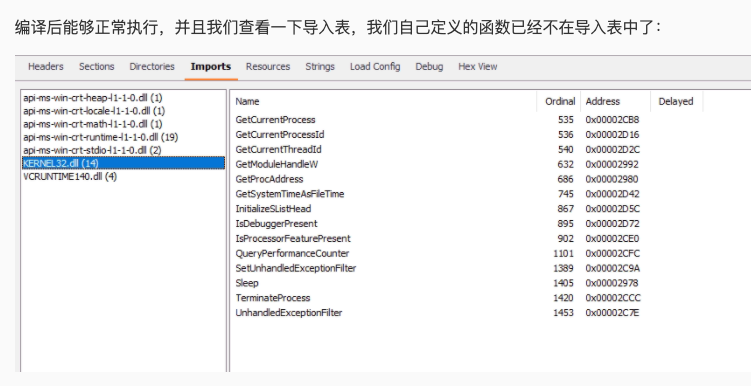 编译后能够正常执行，并且我们查看一下导入表，我们自己定义的函数已经不在导入表中了：
Headers Sections Directories Imports Resources Strings Load Config Debug Hex View
api-ms-win-crt-heap-l1-1-0.dll (1)
api-ms-win-crt-locale-l1-1-0.dll (1)
api-ms-win-crt-math-l1-1-0.dll (1)
api-ms-win-crt-runtime-l1-1-0.dll (19)
api-ms-win-crt-stdio-l1-1-0.dll (2)
KERNEL32.dll (14)
VCRUNTIME140.dll (4)
Name Ordinal Address Delayed
GetCurrentProcess 535 0x00002CB8
GetCurrentProcessId 536 0x00002D16
GetCurrentThreadId 540 0x00002D2C
GetModuleHandleW 632 0x00002992
GetProcAddress 686 0x00002980
GetSystemTimeAsFileTime 745 0x00002D42
InitializeSListHead 867 0x00002D5C
IsDebuggerPresent 895 0x00002D72
IsProcessorFeaturePresent 902 0x00002CE0
QueryPerformanceCounter 1101 0x00002CFC
SetUnhandledExceptionFilter 1389 0x00002C9A
Sleep 1405 0x00002978
TerminateProcess 1420 0x00002CCC
UnhandledExceptionFilter 1453 0x00002C7E